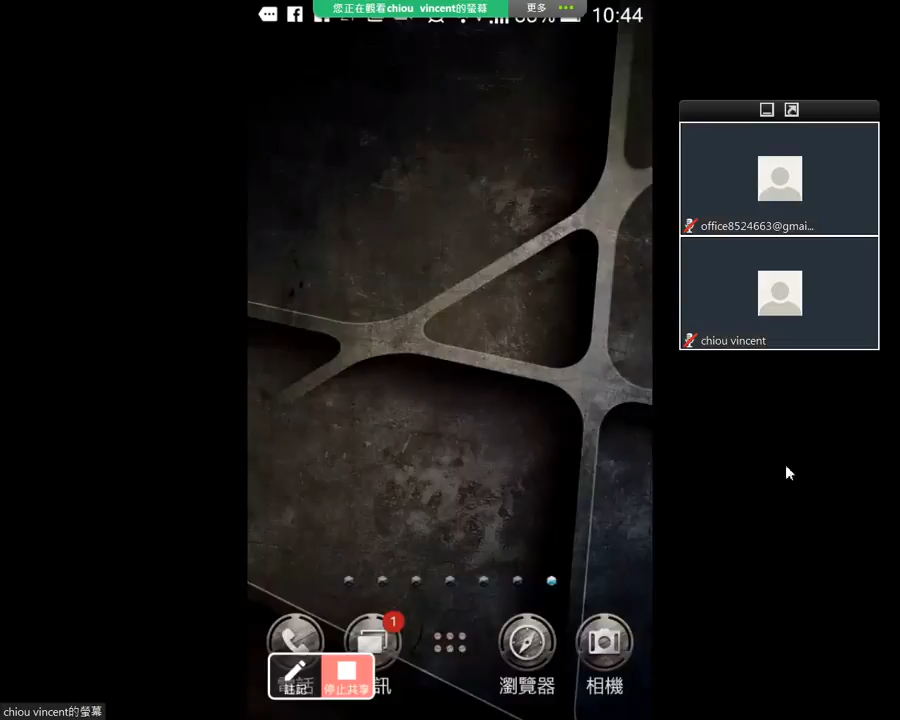 您正在觀看chiou vincent的螢幕
更多
10:44
office8524663@gmai...
chiou vincent
1
註記
停止共享
訊
瀏覽器
相機
chiou vincent的螢幕